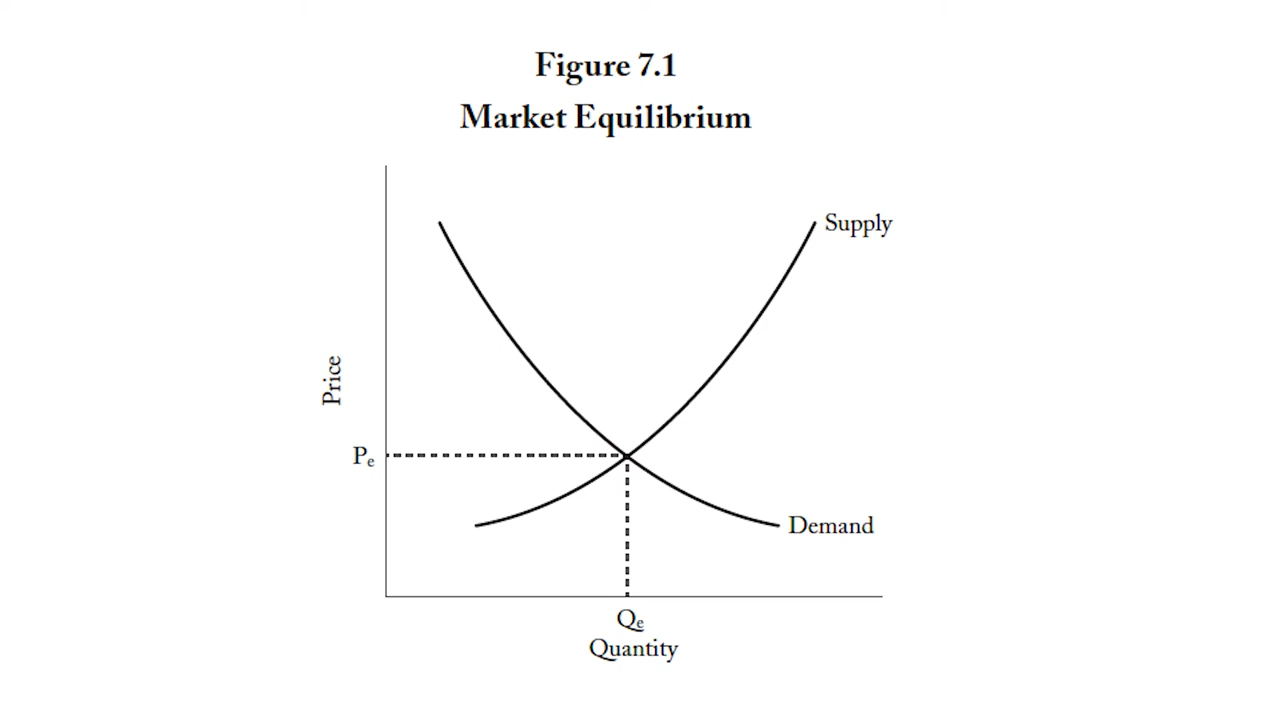 Figure 7.1
Market Equilibrium
Supply
Price
Pₑ
Demand
Qₑ
Quantity